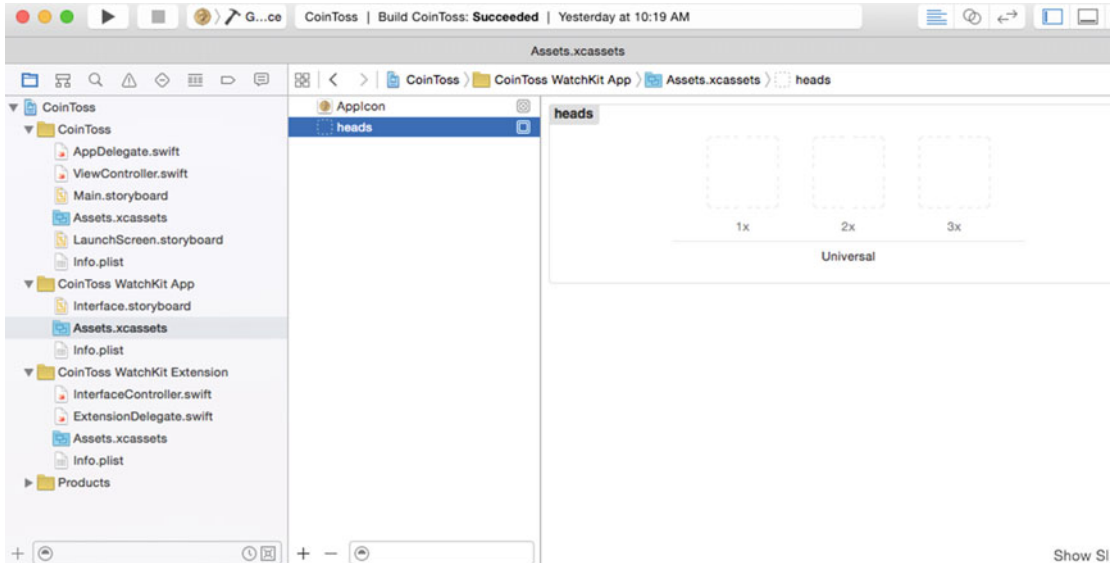 G...ce
CoinToss | Build CoinToss: Succeeded | Yesterday at 10:19 AM
Assets.xcassets
CoinToss
CoinToss WatchKit App
Assets.xcassets
heads
CoinToss
CoinToss
AppDelegate.swift
ViewController.swift
Main.storyboard
Assets.xcassets
LaunchScreen.storyboard
Info.plist
CoinToss WatchKit App
Interface.storyboard
Assets.xcassets
Info.plist
CoinToss WatchKit Extension
InterfaceController.swift
ExtensionDelegate.swift
Assets.xcassets
Info.plist
Products
AppIcon
heads
heads
1x 2x 3x
Universal
Show Sl